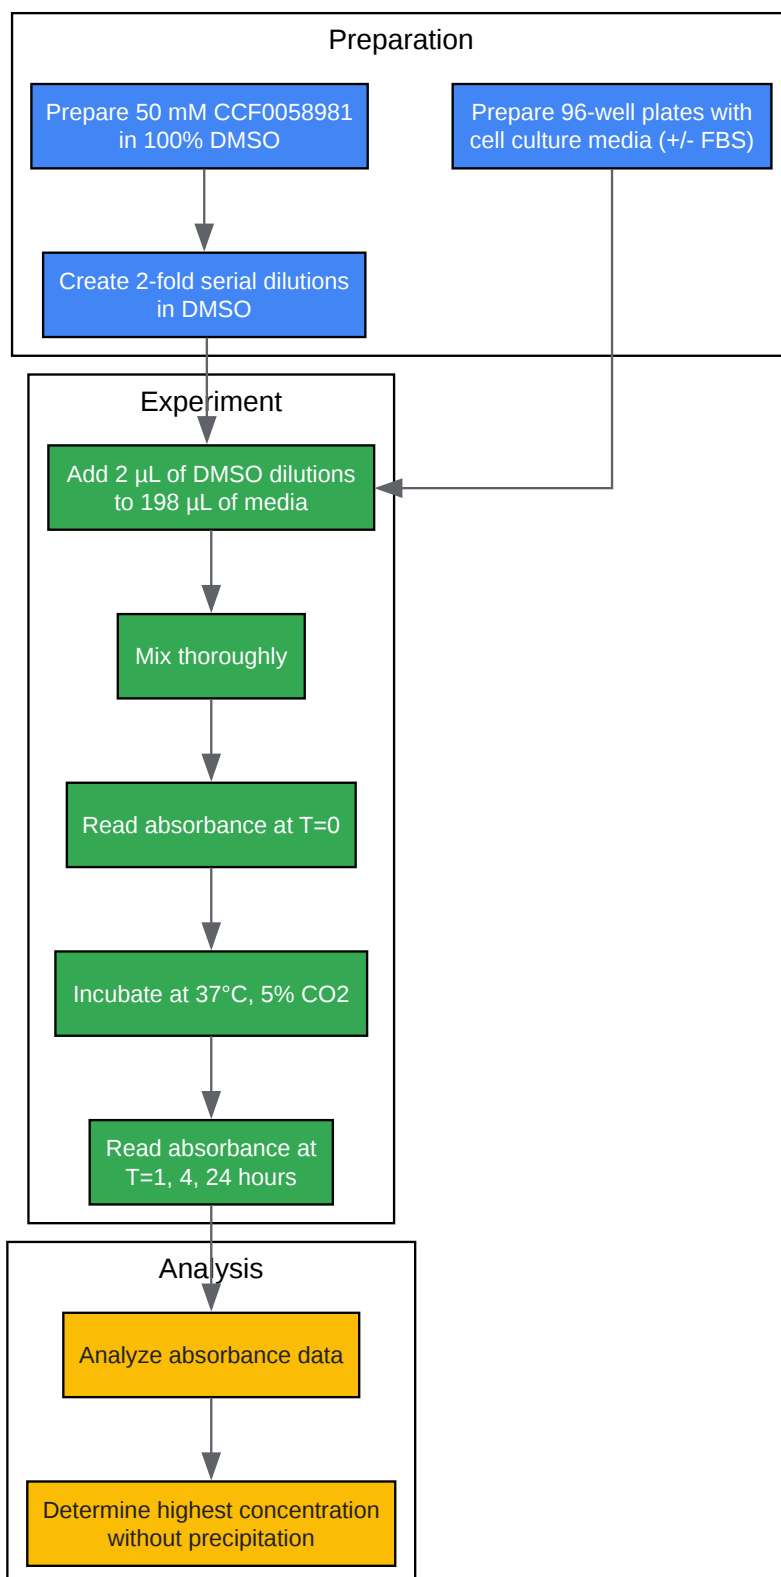 Preparation
Prepare 50 mM CCF0058981
in 100% DMSO
Prepare 96-well plates with
cell culture media (+/- FBS)
Create 2-fold serial dilutions
in DMSO
Experiment
Add 2 µL of DMSO dilutions
to 198 µL of media
Mix thoroughly
Read absorbance at T=0
Incubate at 37°C, 5% CO2
Read absorbance at
T=1, 4, 24 hours
Analysis
Analyze absorbance data
Determine highest concentration
without precipitation